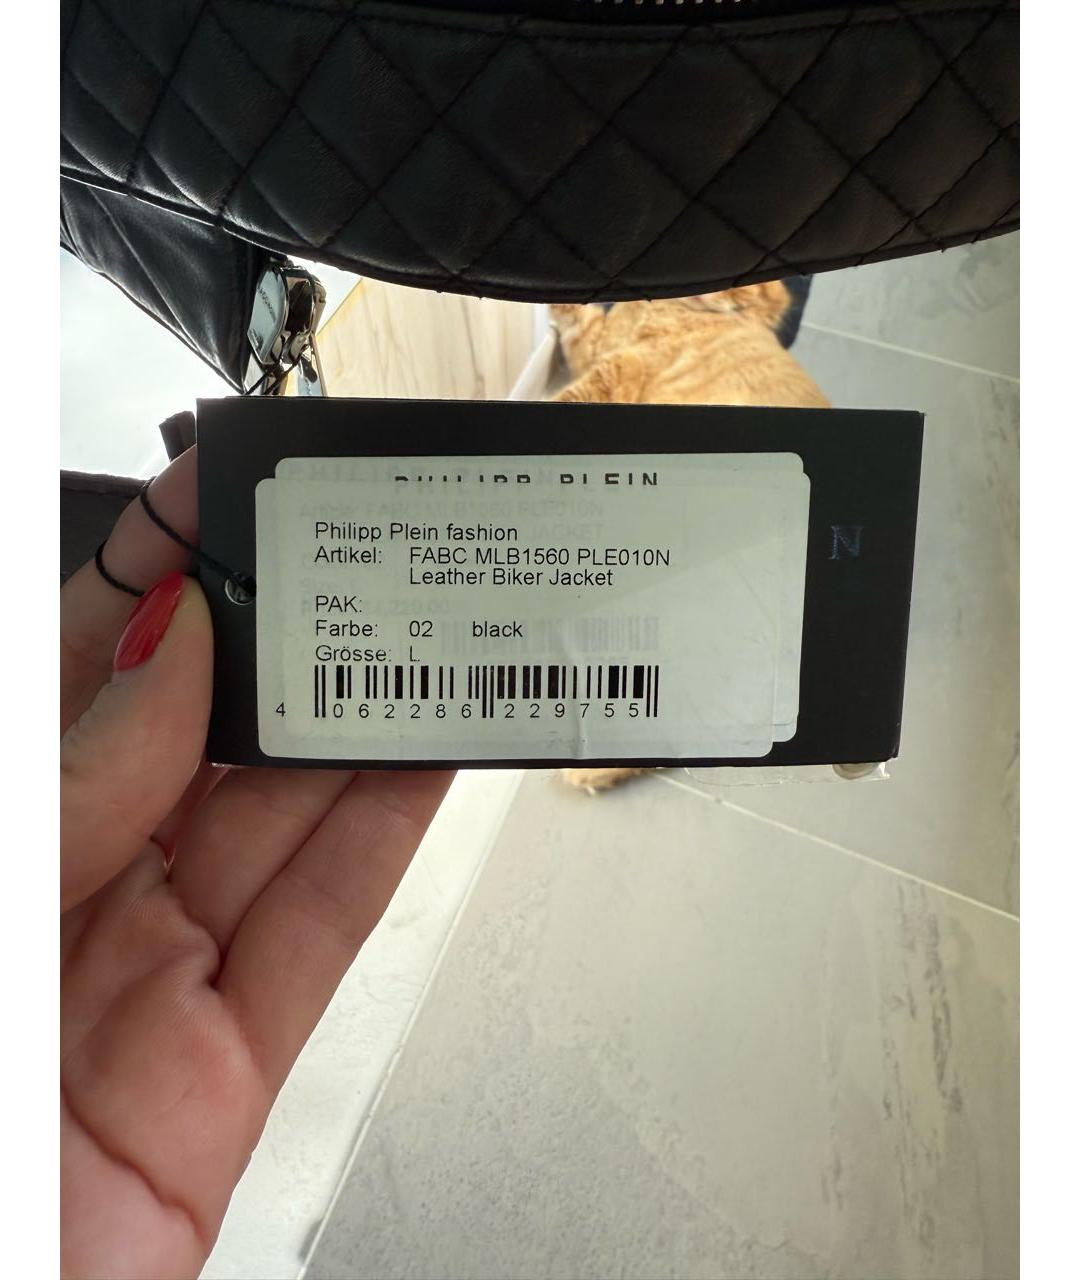 PHILIPP PLEIN
Philipp Plein fashion
Artikel: FABC MLB1560 PLE010N
Leather Biker Jacket
PAK:
Farbe: 02 black
Grösse: L
4 062286 229755
N